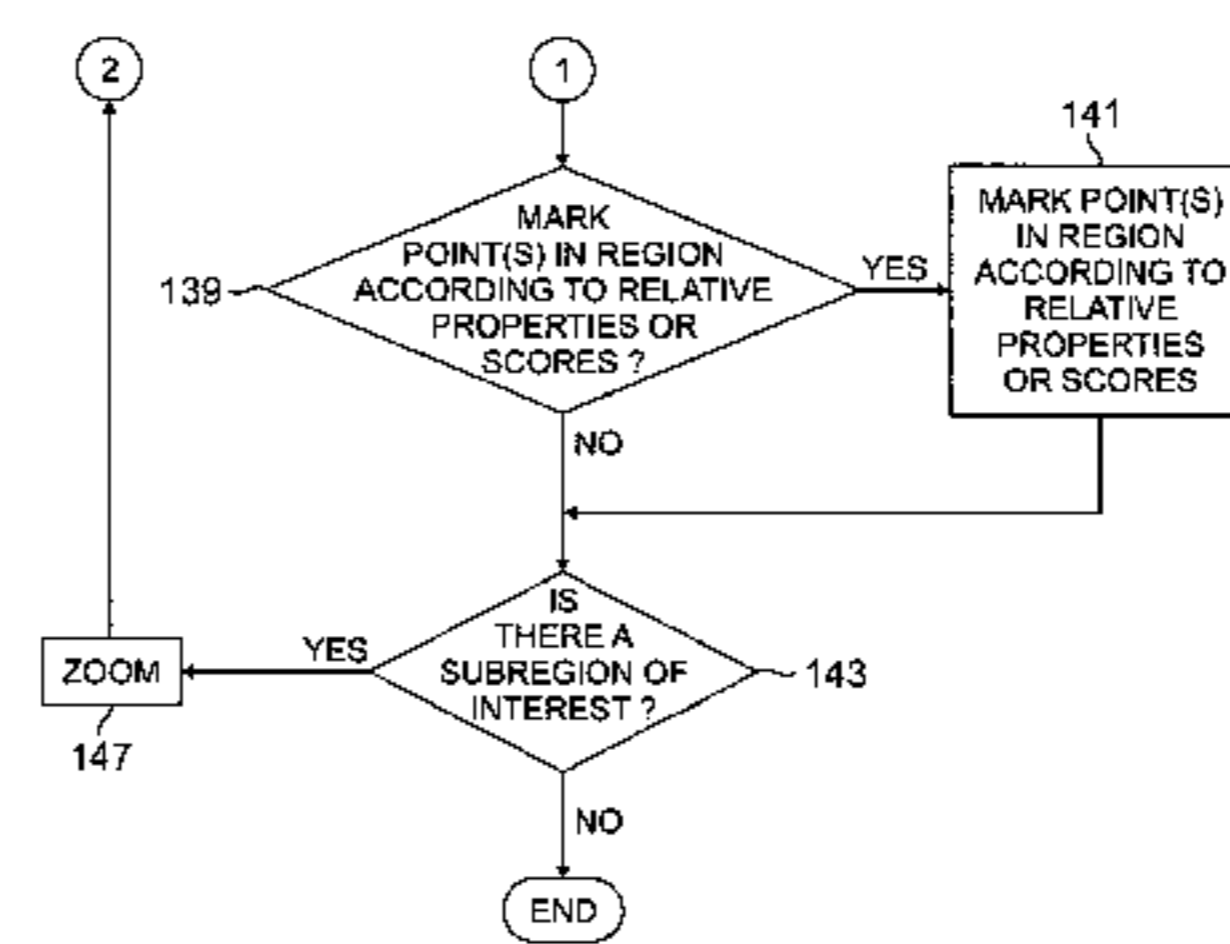 2
1
141
MARK
POINT(S) IN REGION
ACCORDING TO RELATIVE
PROPERTIES OR
SCORES ?
139
YES
MARK POINT(S)
IN REGION
ACCORDING TO
RELATIVE
PROPERTIES
OR SCORES
NO
IS
THERE A
SUBREGION OF
INTEREST ?
YES
143
ZOOM
147
NO
END